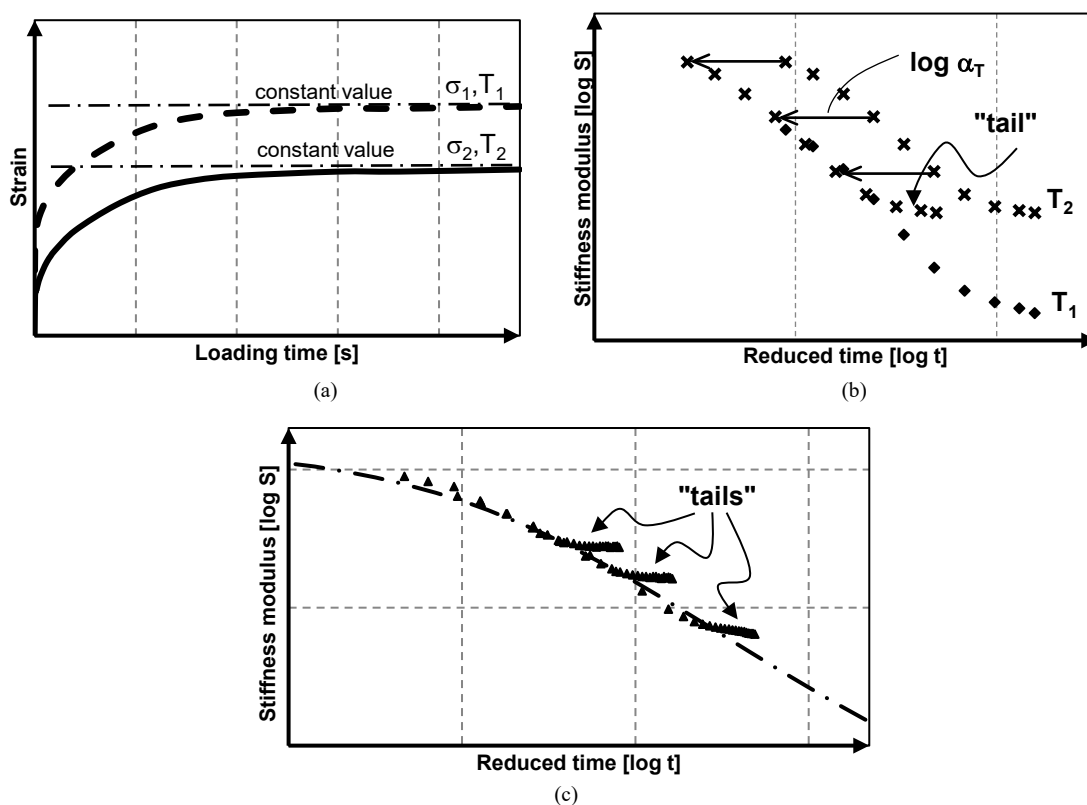 Strain
constant value
σ₁,T₁
constant value
σ₂,T₂
Loading time [s]
(a)
Stiffness modulus [log S]
log α_T
"tail"
T₂
T₁
Reduced time [log t]
(b)
Stiffness modulus [log S]
"tails"
Reduced time [log t]
(c)